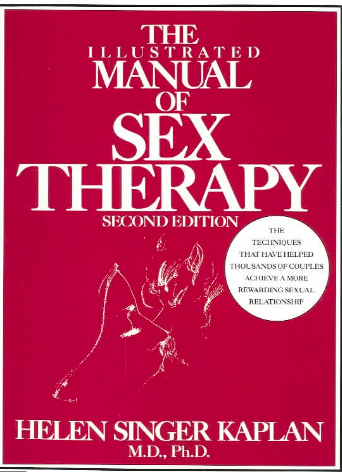 THE
ILLUSTRATED
MANUAL
OF
SEX
THERAPY
SECOND EDITION
THE
TECHNIQUES
THAT HAVE HELPED
THOUSANDS OF COUPLES
ACHIEVE A MORE
REWARDING SEXUAL
RELATIONSHIP
HELEN SINGER KAPLAN
M.D., Ph.D.